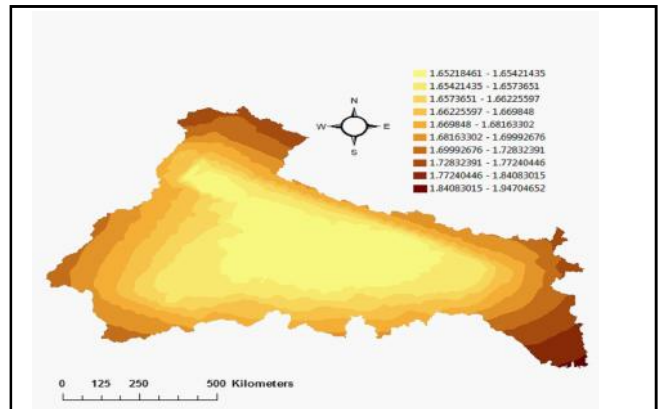 1.65218461 - 1.65421435
1.65421435 - 1.6573651
1.6573651 - 1.66225597
1.66225597 - 1.669848
1.669848 - 1.68163302
1.68163302 - 1.69992676
1.69992676 - 1.72832391
1.72832391 - 1.77240446
1.77240446 - 1.84083015
1.84083015 - 1.94704652
N
W E
S
0 125 250 500 Kilometers